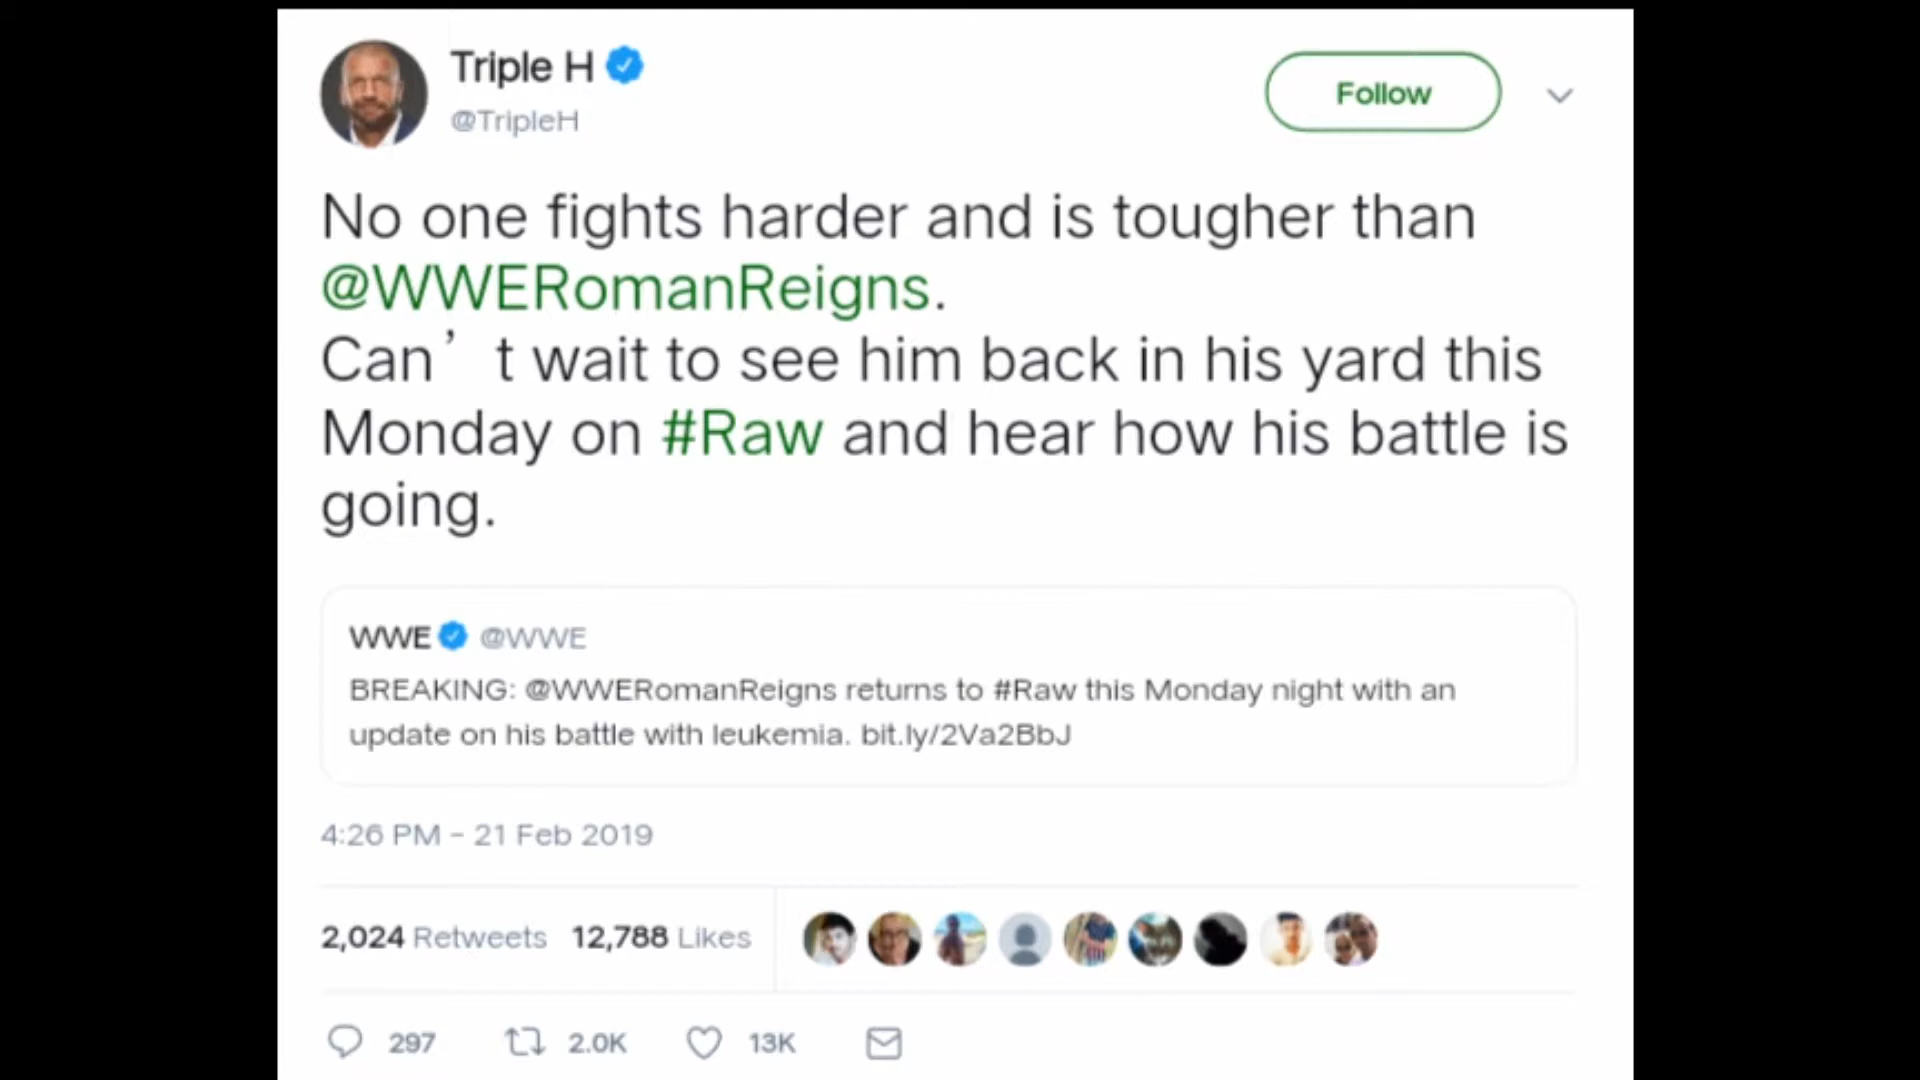 Triple H
@TripleH
Follow
No one fights harder and is tougher than
@WWERomanReigns.
Can’t wait to see him back in his yard this
Monday on #Raw and hear how his battle is
going.
WWE @WWE
BREAKING: @WWERomanReigns returns to #Raw this Monday night with an
update on his battle with leukemia. bit.ly/2Va2BbJ
4:26 PM - 21 Feb 2019
2,024 Retweets 12,788 Likes
297 2.0K 13K